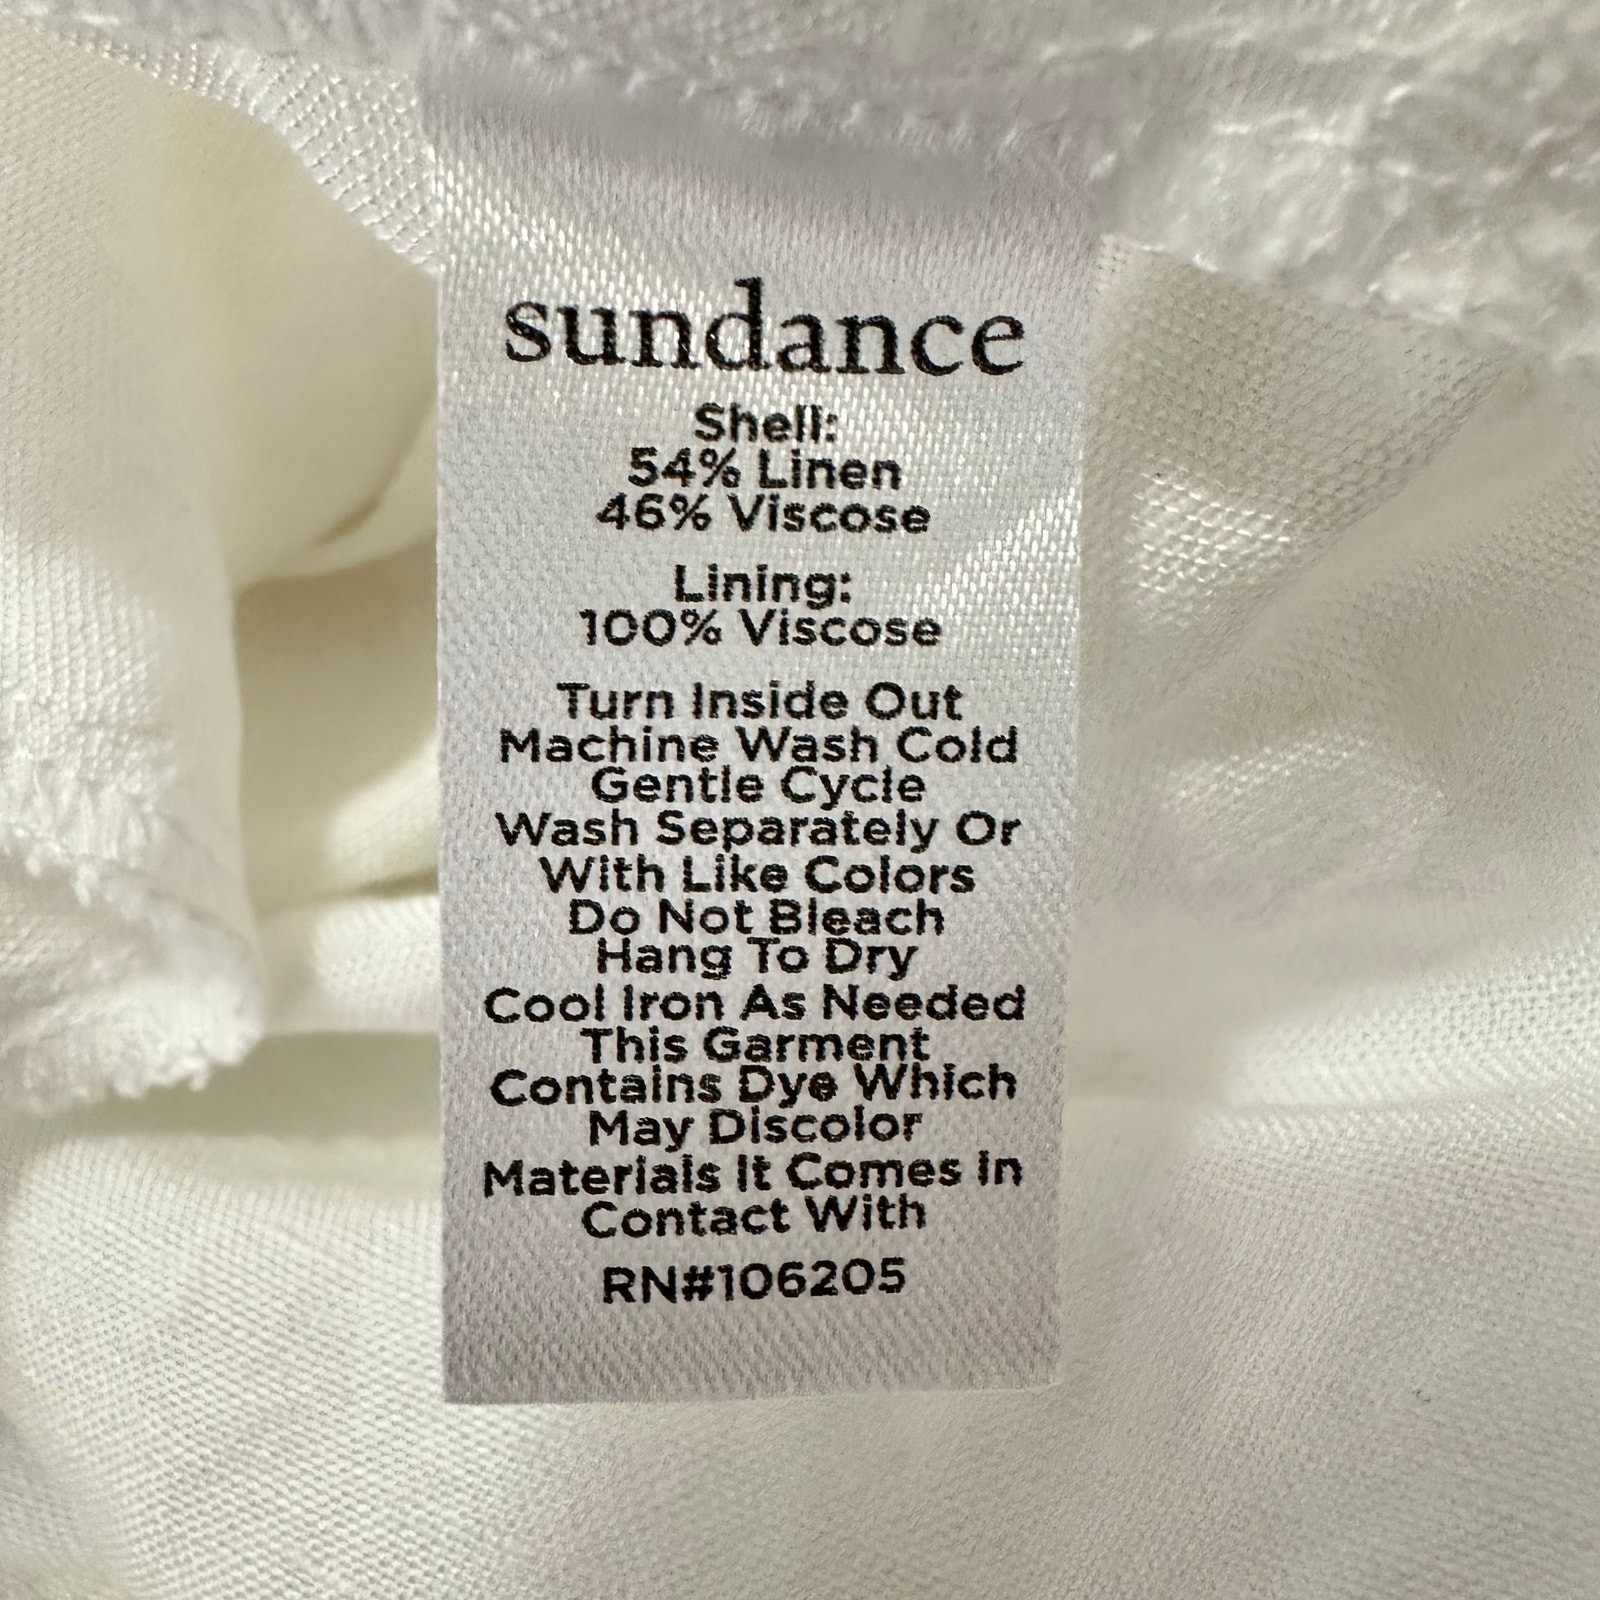 sundance
Shell:
54% Linen
46% Viscose
Lining:
100% Viscose
Turn Inside Out
Machine Wash Cold
Gentle Cycle
Wash Separately Or
With Like Colors
Do Not Bleach
Hang To Dry
Cool Iron As Needed
This Garment
Contains Dye Which
May Discolor
Materials It Comes In
Contact With
RN#106205